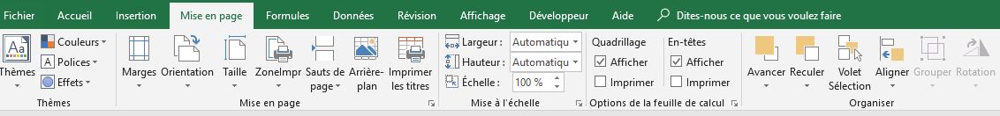 Fichier Accueil Insertion Mise en page Formules Données Révision Affichage Développeur Aide Dites-nous ce que vous voulez faire
Thèmes
Couleurs
Polices
Effets
Thèmes
Marges
Orientation
Taille
ZoneImpr
Sauts de
page
Arrière-
plan
Imprimer
les titres
Mise en page
Largeur : Automatiqu
Hauteur : Automatiqu
Échelle : 100 %
Mise à l'échelle
Quadrillage
Afficher
Imprimer
En-têtes
Afficher
Imprimer
Options de la feuille de calcul
Avancer
Reculer
Volet
Sélection
Aligner
Grouper
Rotation
Organiser